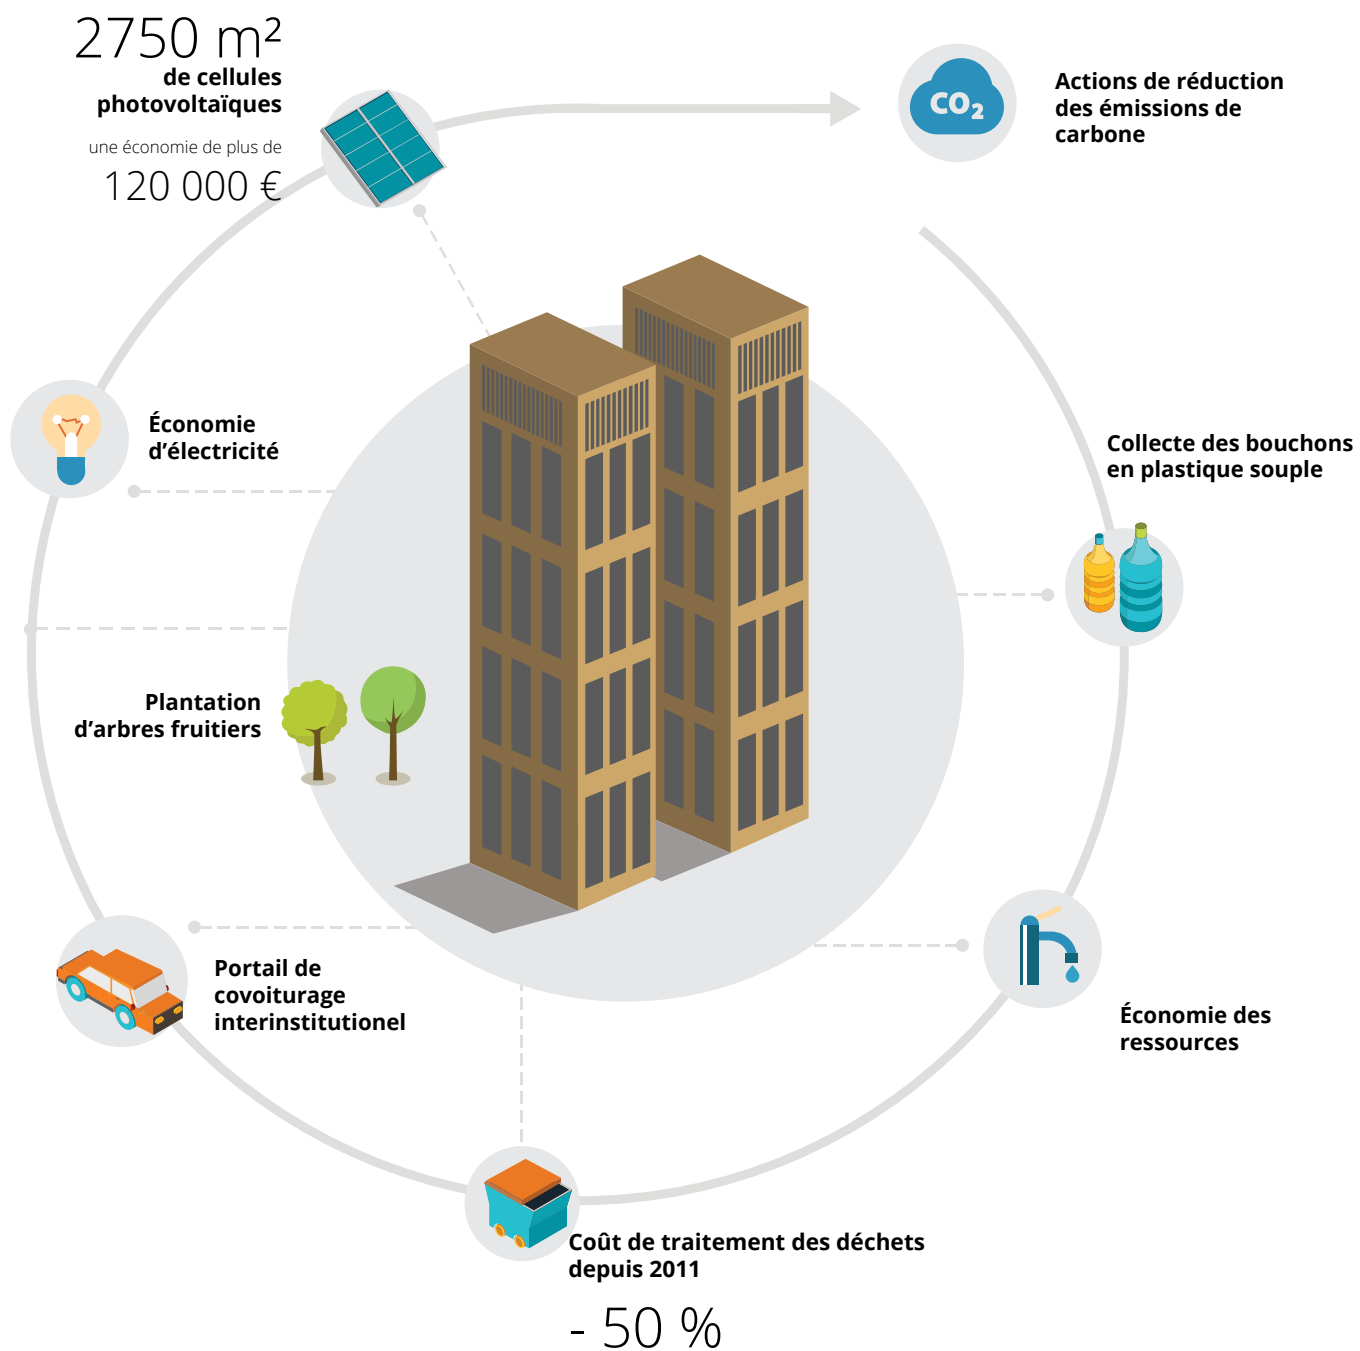 2750 m²
de cellules
photovoltaïques
une économie de plus de
120 000 €
CO₂
Actions de réduction
des émissions de
carbone
Économie
d’électricité
Collecte des bouchons
en plastique souple
Plantation
d’arbres fruitiers
Portail de
covoiturage
interinstitutionel
Économie des
ressources
Coût de traitement des déchets
depuis 2011
- 50 %